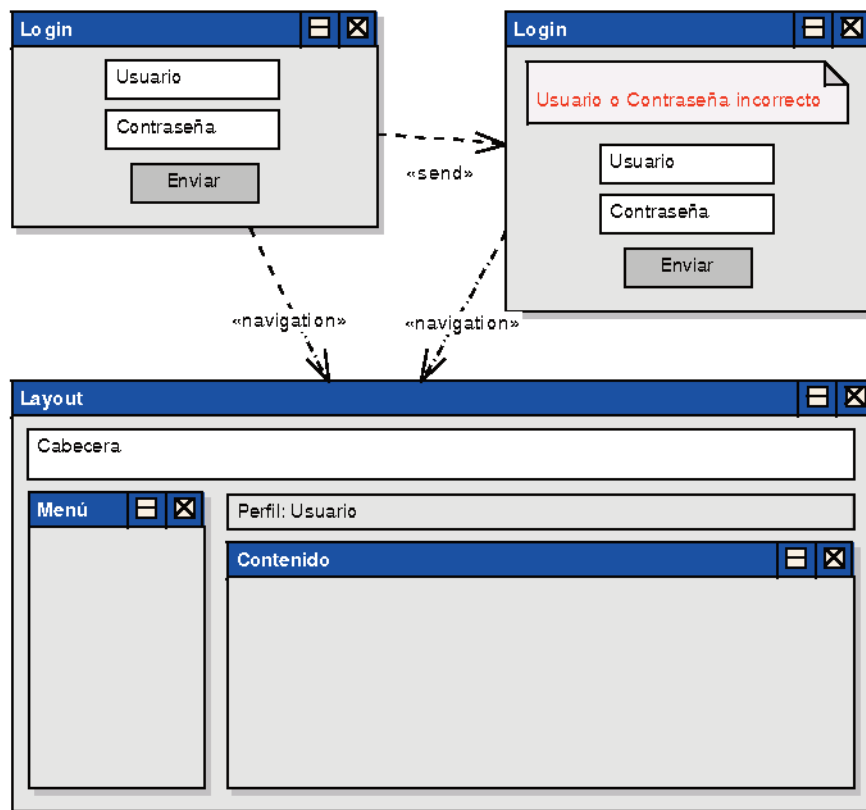 Login
Usuario
Contraseña
Enviar
«send»
Login
Usuario o Contraseña incorrecto
Usuario
Contraseña
Enviar
«navigation»
«navigation»
Layout
Cabecera
Menú
Perfil: Usuario
Contenido